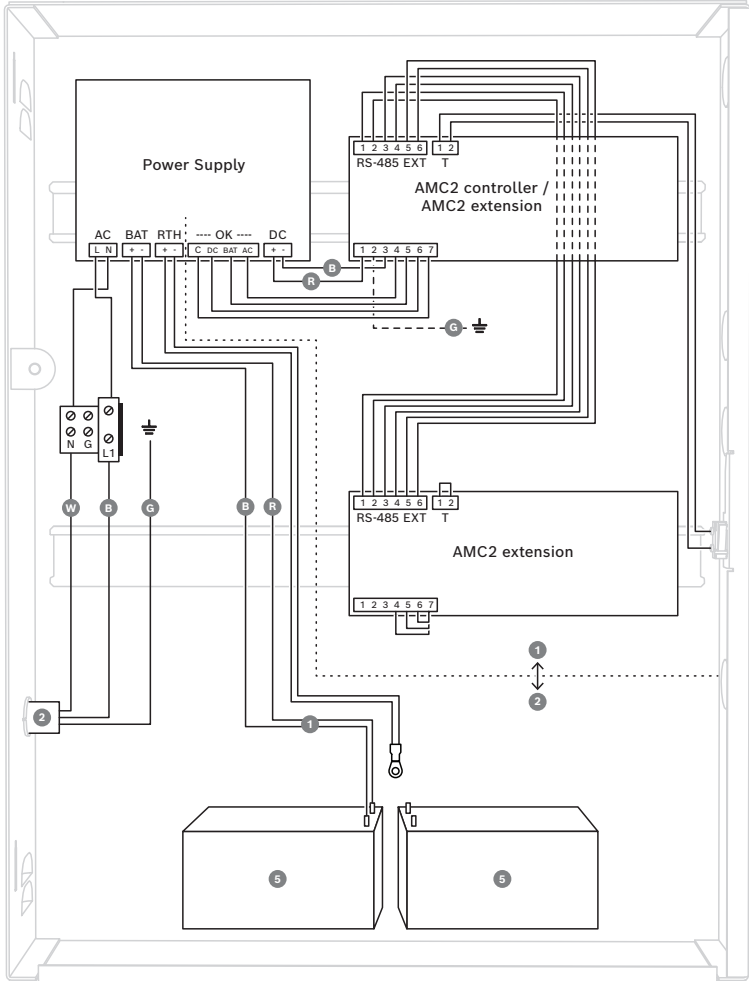 Power Supply
AC BAT RTH ---- OK ---- DC
L N + - + - C DC BAT AC + -
1 2 3 4 5 6 1 2
RS-485 EXT T
AMC2 controller /
AMC2 extension
1 2 3 4 5 6 7
B
R
G
N G L1
W B G B R
1 2 3 4 5 6 1 2
RS-485 EXT T
AMC2 extension
1 2 3 4 5 6 7
1
2
2
1
5 5